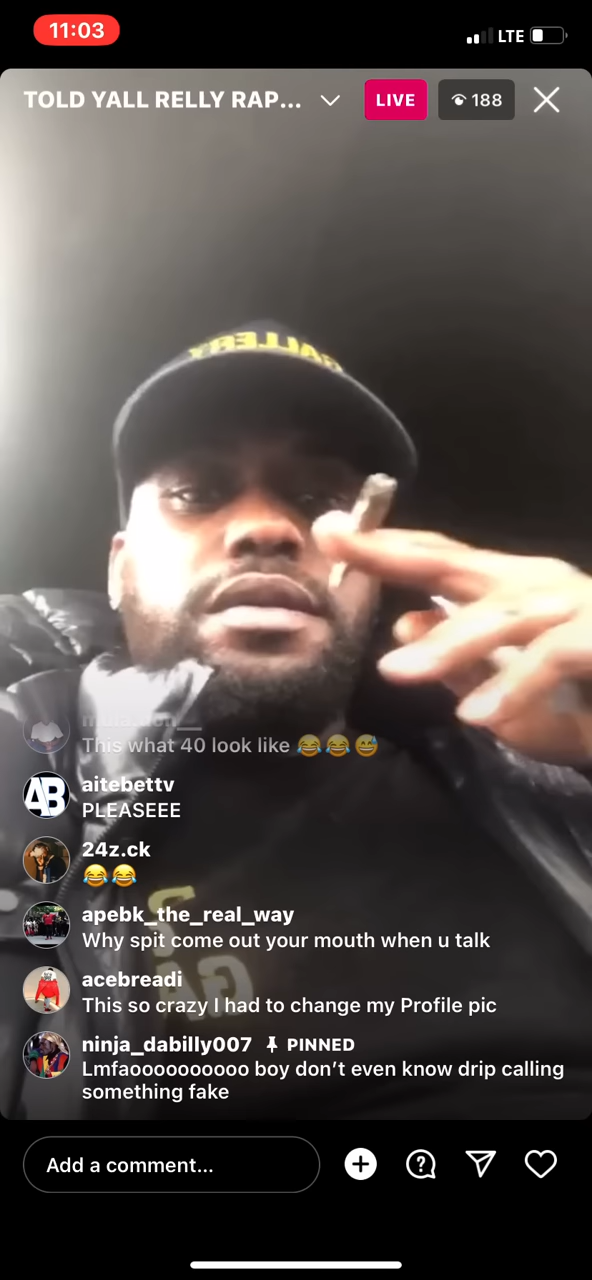 11:03
LTE
TOLD YALL RELLY RAP...
LIVE
188
GALLERY
This what 40 look like 😂😂😅
aitebettv
PLEASEEE
24z.ck
😂😂
apebk_the_real_way
Why spit come out your mouth when u talk
acebreadi
This so crazy I had to change my Profile pic
ninja_dabilly007 PINNED
Lmfaoooooooooo boy don't even know drip calling
something fake
Add a comment...